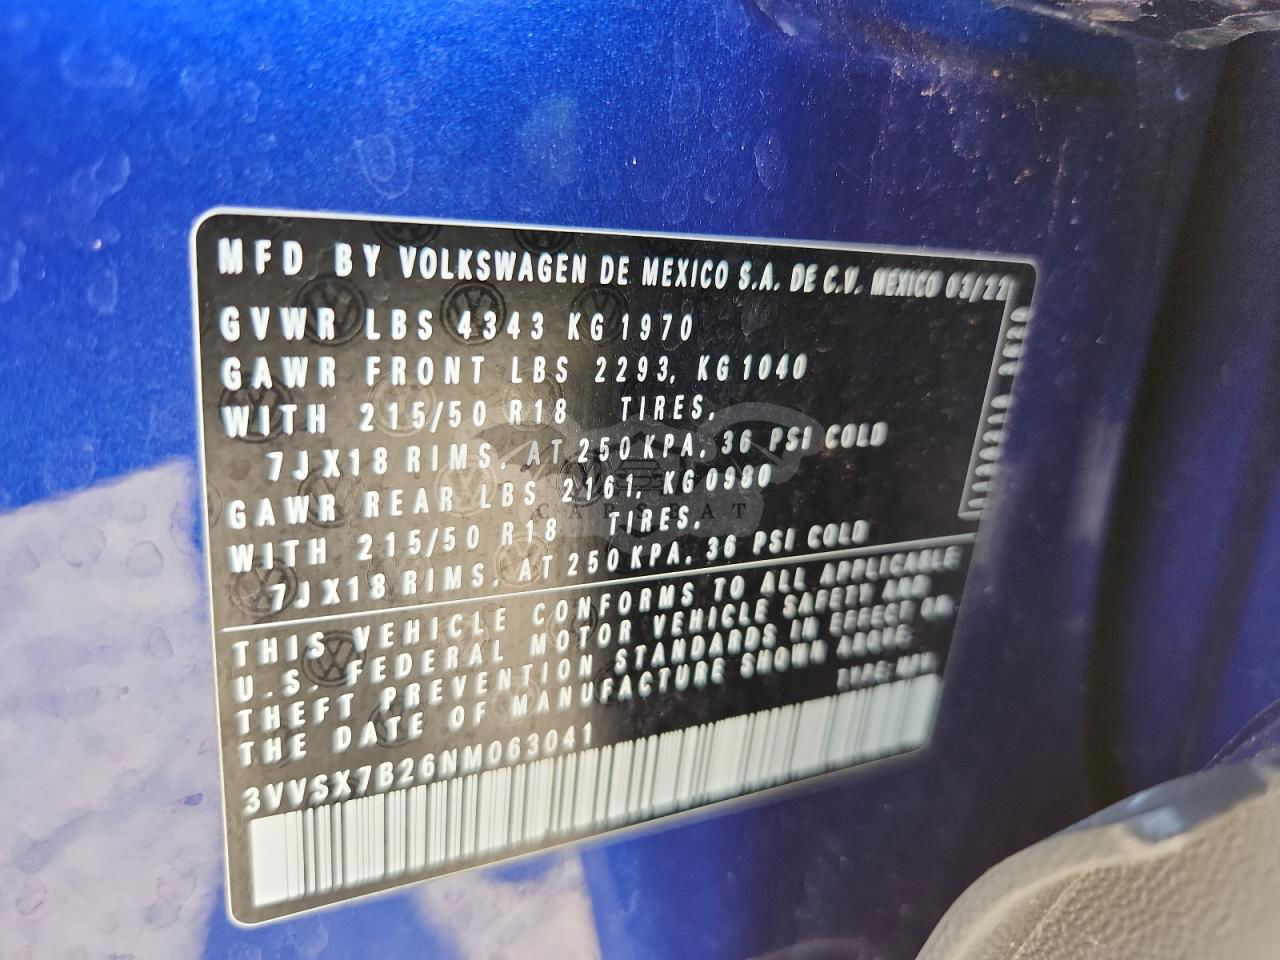 MFD BY VOLKSWAGEN DE MEXICO S.A. DE C.V. MEXICO 03/22
GVWR LBS 4343 KG 1970
GAWR FRONT LBS 2293, KG 1040
WITH 215/50 R18 TIRES,
7JX18 RIMS, AT 250 KPA, 36 PSI COLD
GAWR REAR LBS 2161, KG 0980
WITH 215/50 R18 TIRES,
7JX18 RIMS, AT 250 KPA, 36 PSI COLD
THIS VEHICLE CONFORMS TO ALL APPLICABLE
U.S. FEDERAL MOTOR VEHICLE SAFETY AND
THEFT PREVENTION STANDARDS IN EFFECT ON
THE DATE OF MANUFACTURE SHOWN ABOVE.
TYPE: MPV
3VVSX7B26NM063041